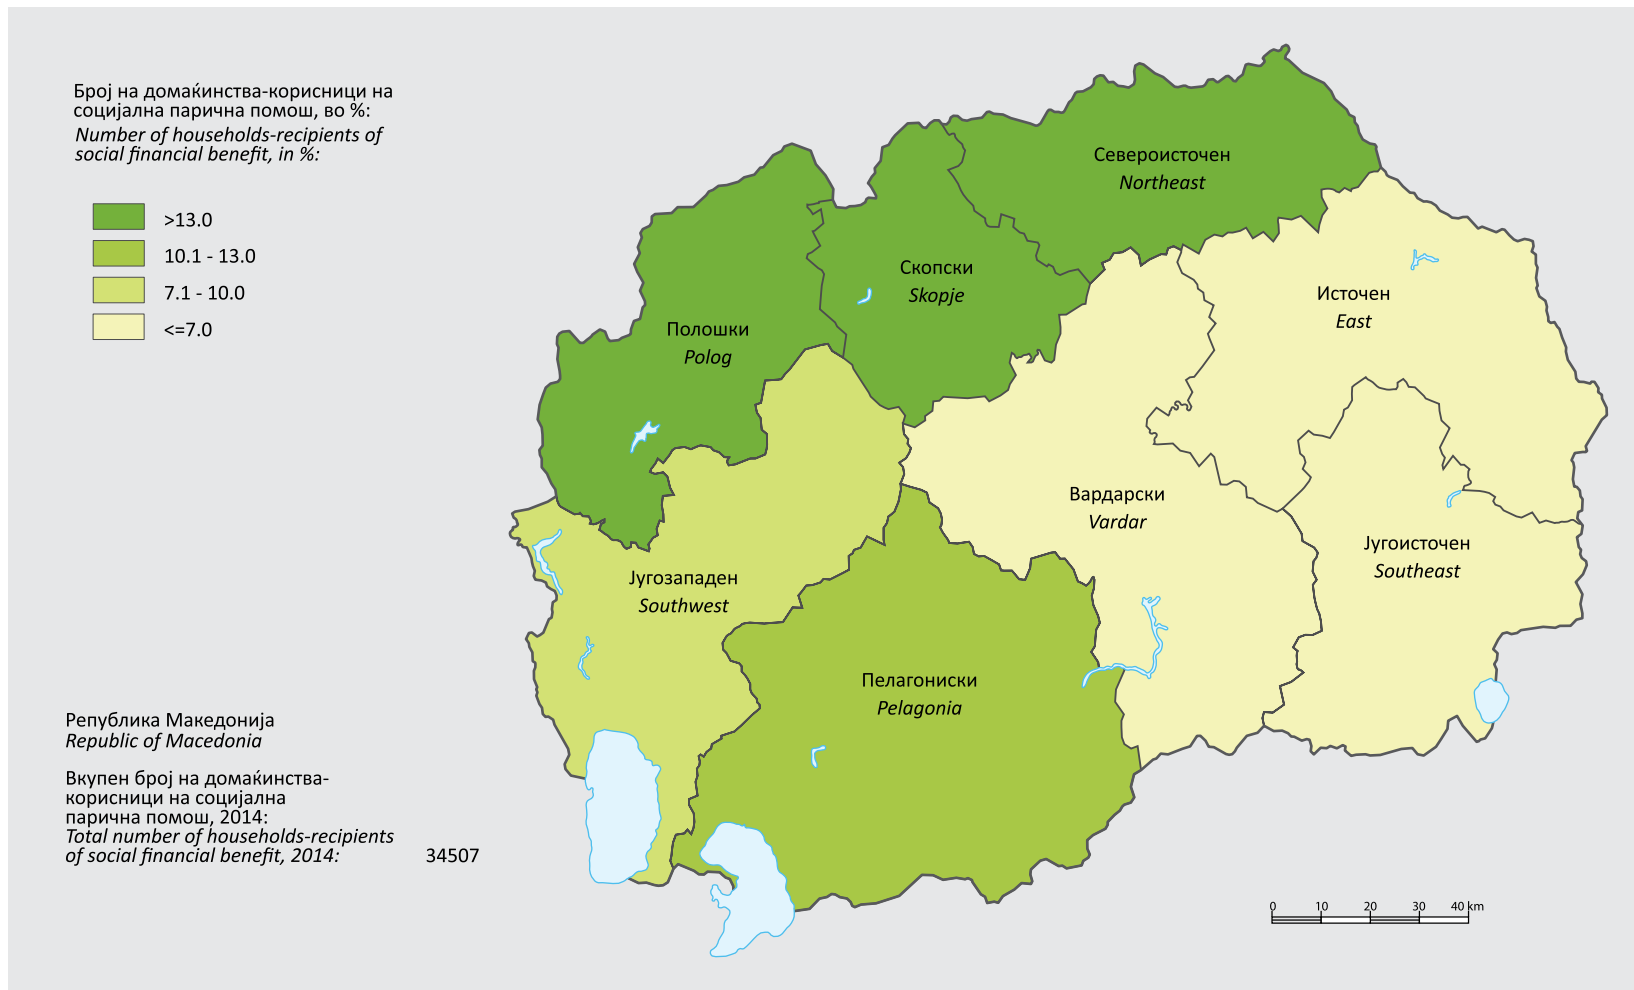 Број на домаќинства-корисници на
социјална парична помош, во %:
Number of households-recipients of
social financial benefit, in %:
>13.0
10.1 - 13.0
7.1 - 10.0
<=7.0
Североисточен
Northeast
Скопски
Skopje
Источен
East
Полошки
Polog
Вардарски
Vardar
Југоисточен
Southeast
Југозападен
Southwest
Пелагониски
Pelagonia
Република Македонија
Republic of Macedonia
Вкупен број на домаќинства-
корисници на социјална
парична помош, 2014:
Total number of households-recipients
of social financial benefit, 2014: 34507
0 10 20 30 40 km